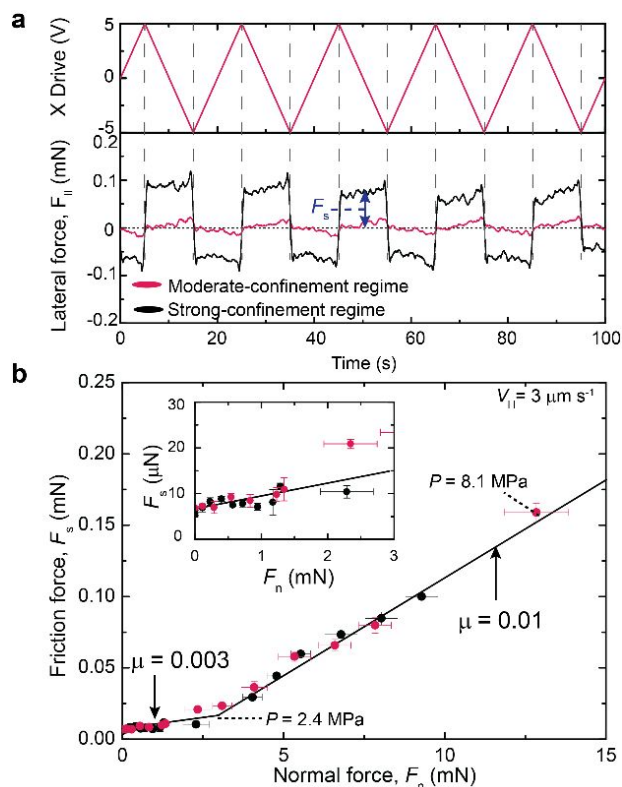 a
X Drive (V)
5
0
-5
Lateral force, F|| (mN)
0.2
0.1
0
-0.1
-0.2
Fs
Moderate-confinement regime
Strong-confinement regime
0 20 40 60 80 100
Time (s)
b
Friction force, Fs (mN)
0.25
0.20
0.15
0.10
0.05
0.00
V|| = 3 μm s-1
Fs (μN)
30
20
10
0
0 1 2 3
Fn (mN)
P = 8.1 MPa
μ = 0.01
μ = 0.003
P = 2.4 MPa
0 5 10 15
Normal force, Fn (mN)